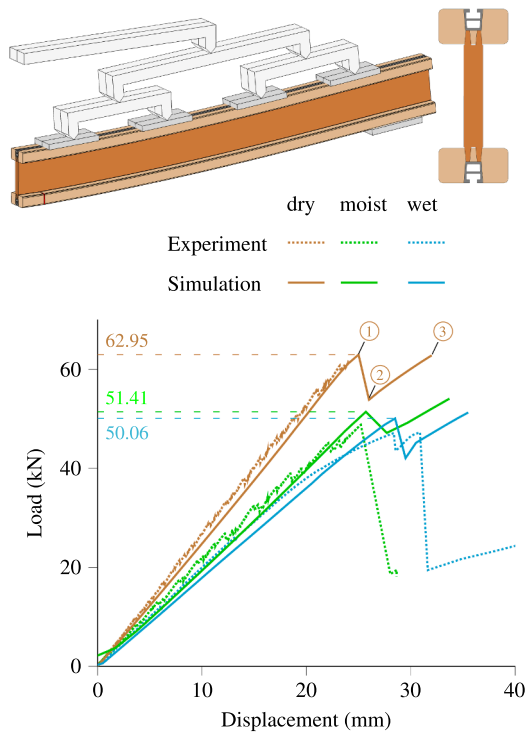 dry moist wet
Experiment
Simulation
62.95
1
3
2
51.41
50.06
60
40
20
0
Load (kN)
0 10 20 30 40
Displacement (mm)